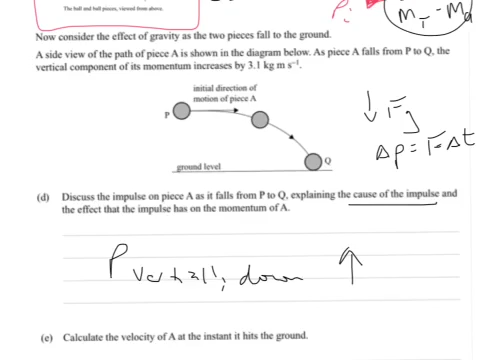 The ball and ball pieces, viewed from above.
M_T - M_d
Now consider the effect of gravity as the two pieces fall to the ground.
A side view of the path of piece A is shown in the diagram below. As piece A falls from P to Q, the
vertical component of its momentum increases by 3.1 kg m s⁻¹.
initial direction of
motion of piece A
P
ground level
Q
↓ F_g
Δp = FΔt
(d) Discuss the impulse on piece A as it falls from P to Q, explaining the cause of the impulse and
the effect that the impulse has on the momentum of A.
P vertically down ↑
(e) Calculate the velocity of A at the instant it hits the ground.